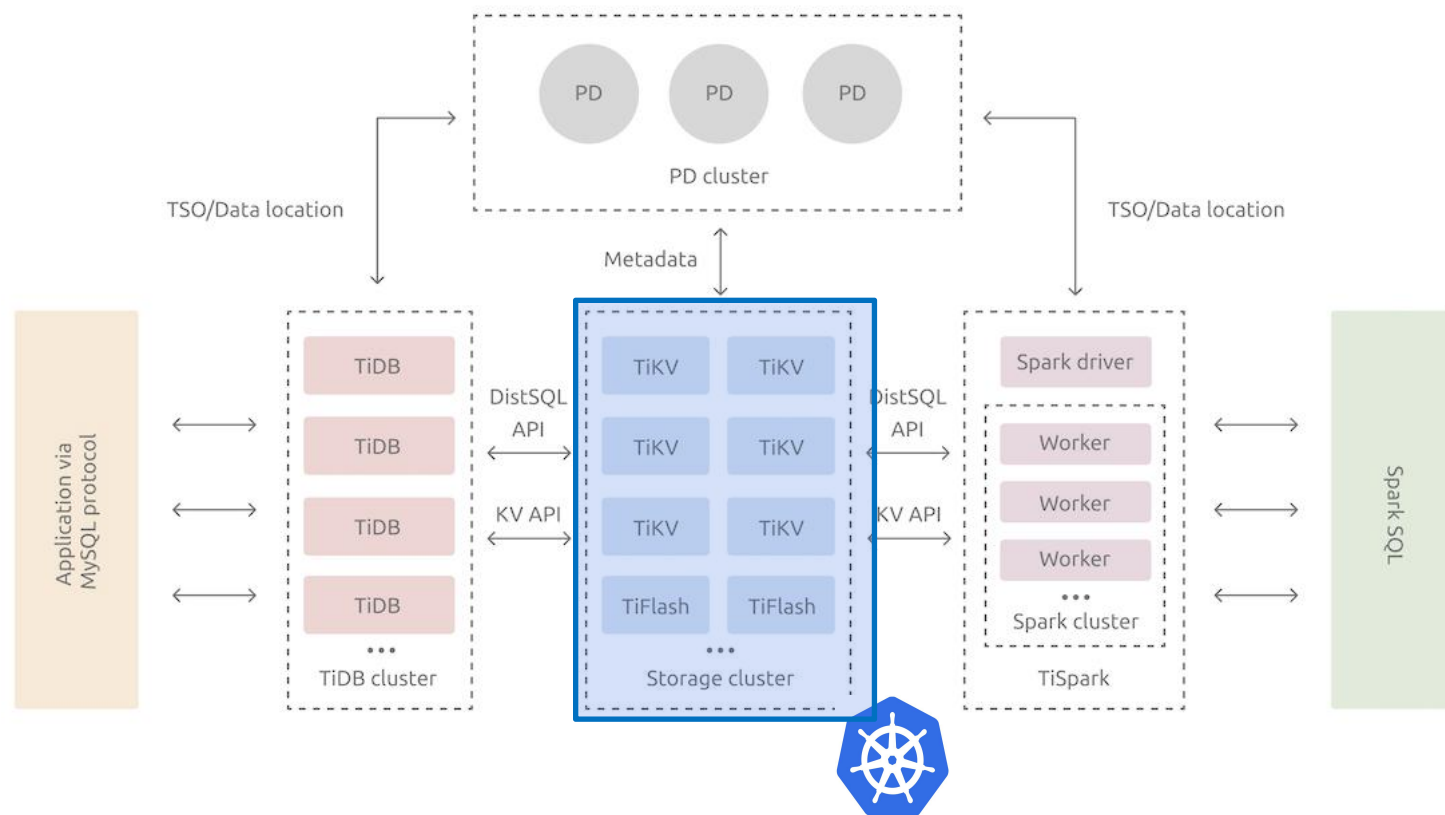 PD
PD
PD
PD cluster
TSO/Data location
TSO/Data location
Metadata
Application via
MySQL protocol
TiDB
TiDB
TiDB
TiDB
•••
TiDB cluster
DistSQL
API
KV API
TiKV
TiKV
TiKV
TiKV
TiKV
TiKV
TiFlash
TiFlash
•••
Storage cluster
DistSQL
API
KV API
Spark driver
Worker
Worker
Worker
•••
Spark cluster
TiSpark
Spark SQL